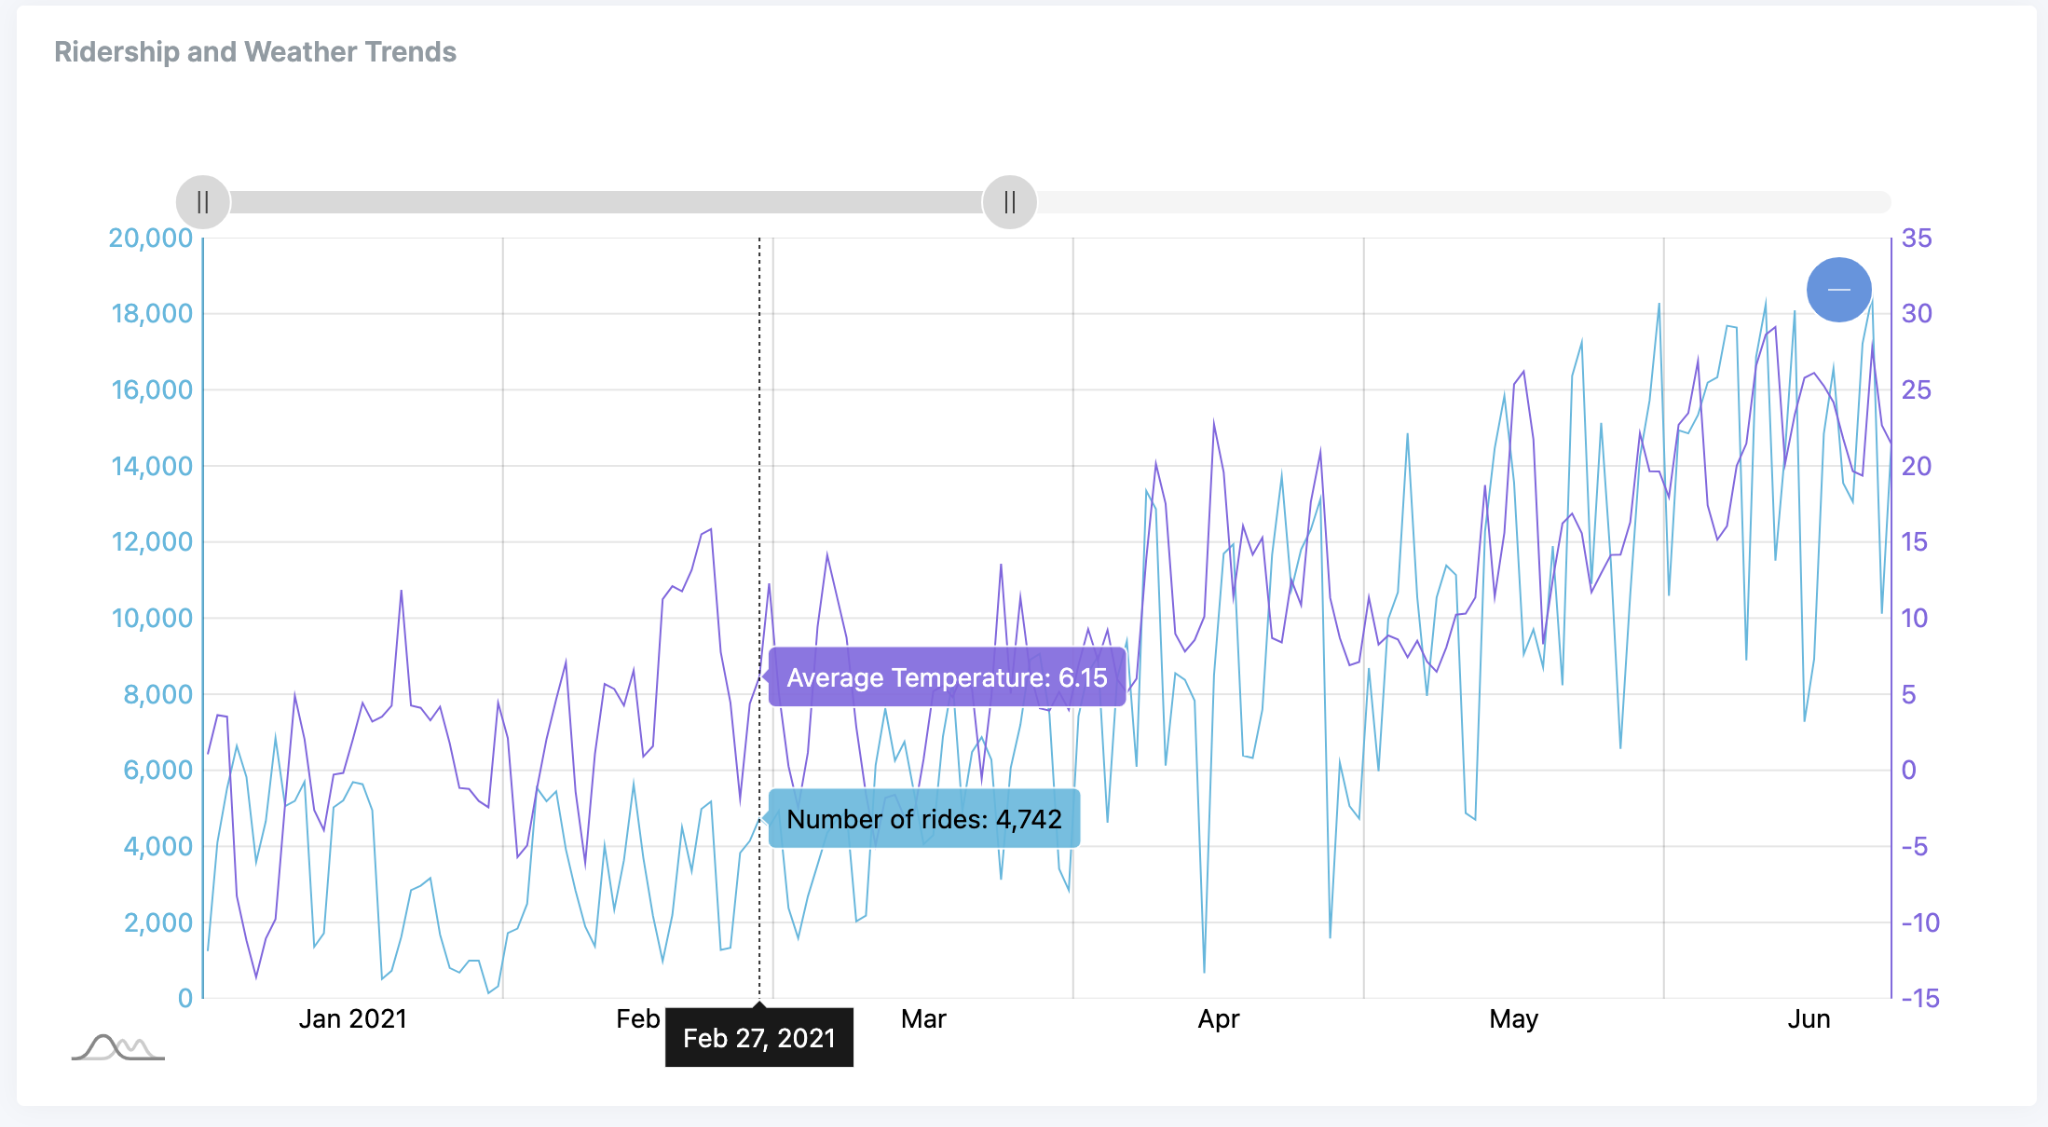 Ridership and Weather Trends
20,000
18,000
16,000
14,000
12,000
10,000
8,000
6,000
4,000
2,000
0
35
30
25
20
15
10
5
0
-5
-10
-15
Average Temperature: 6.15
Number of rides: 4,742
Jan 2021
Feb
Mar
Apr
May
Jun
Feb 27, 2021